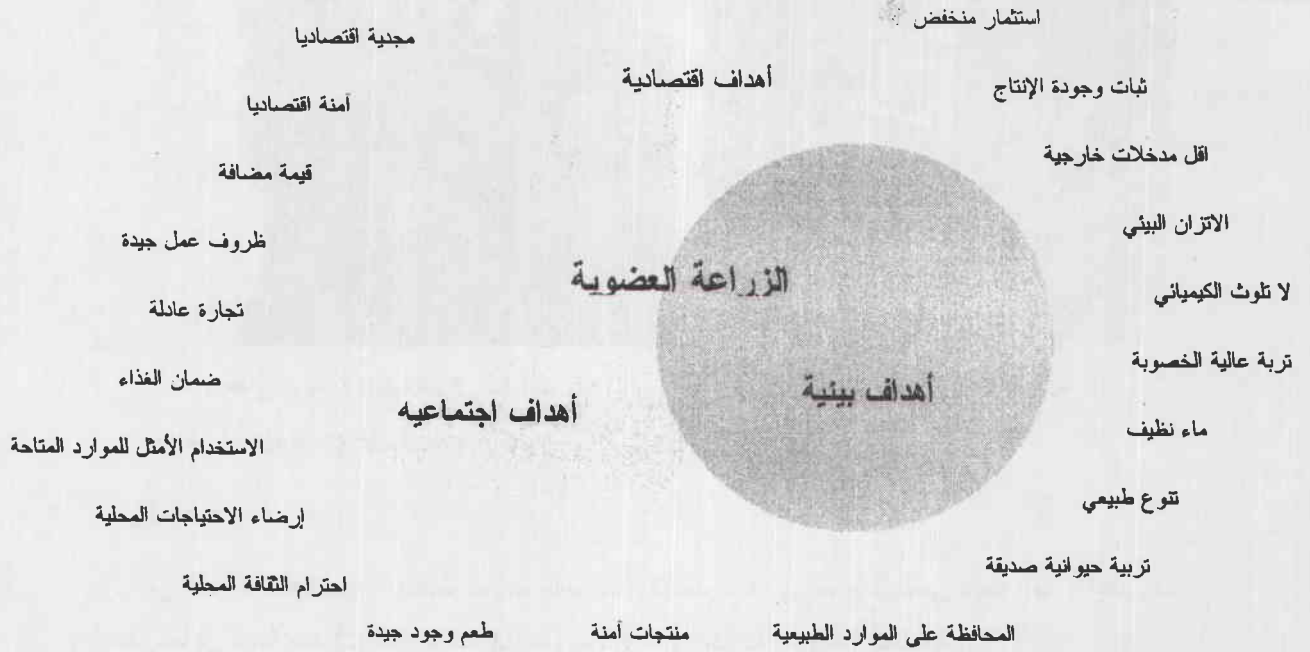 استثمار منخفض
مجدية اقتصاديا
أهداف اقتصادية
ثبات وجودة الإنتاج
آمنة اقتصاديا
اقل مدخلات خارجية
قيمة مضافة
الاتزان البيئي
ظروف عمل جيدة
الزراعة العضوية
لا تلوث الكيميائي
تجارة عادلة
تربة عالية الخصوبة
ضمان الغذاء
أهداف بيئية
أهداف اجتماعيه
ماء نظيف
الاستخدام الأمثل للموارد المتاحة
تنوع طبيعي
إرضاء الاحتياجات المحلية
تربية حيوانية صديقة
احترام الثقافة المحلية
المحافظة على الموارد الطبيعية
منتجات آمنة
طعم وجود جيدة